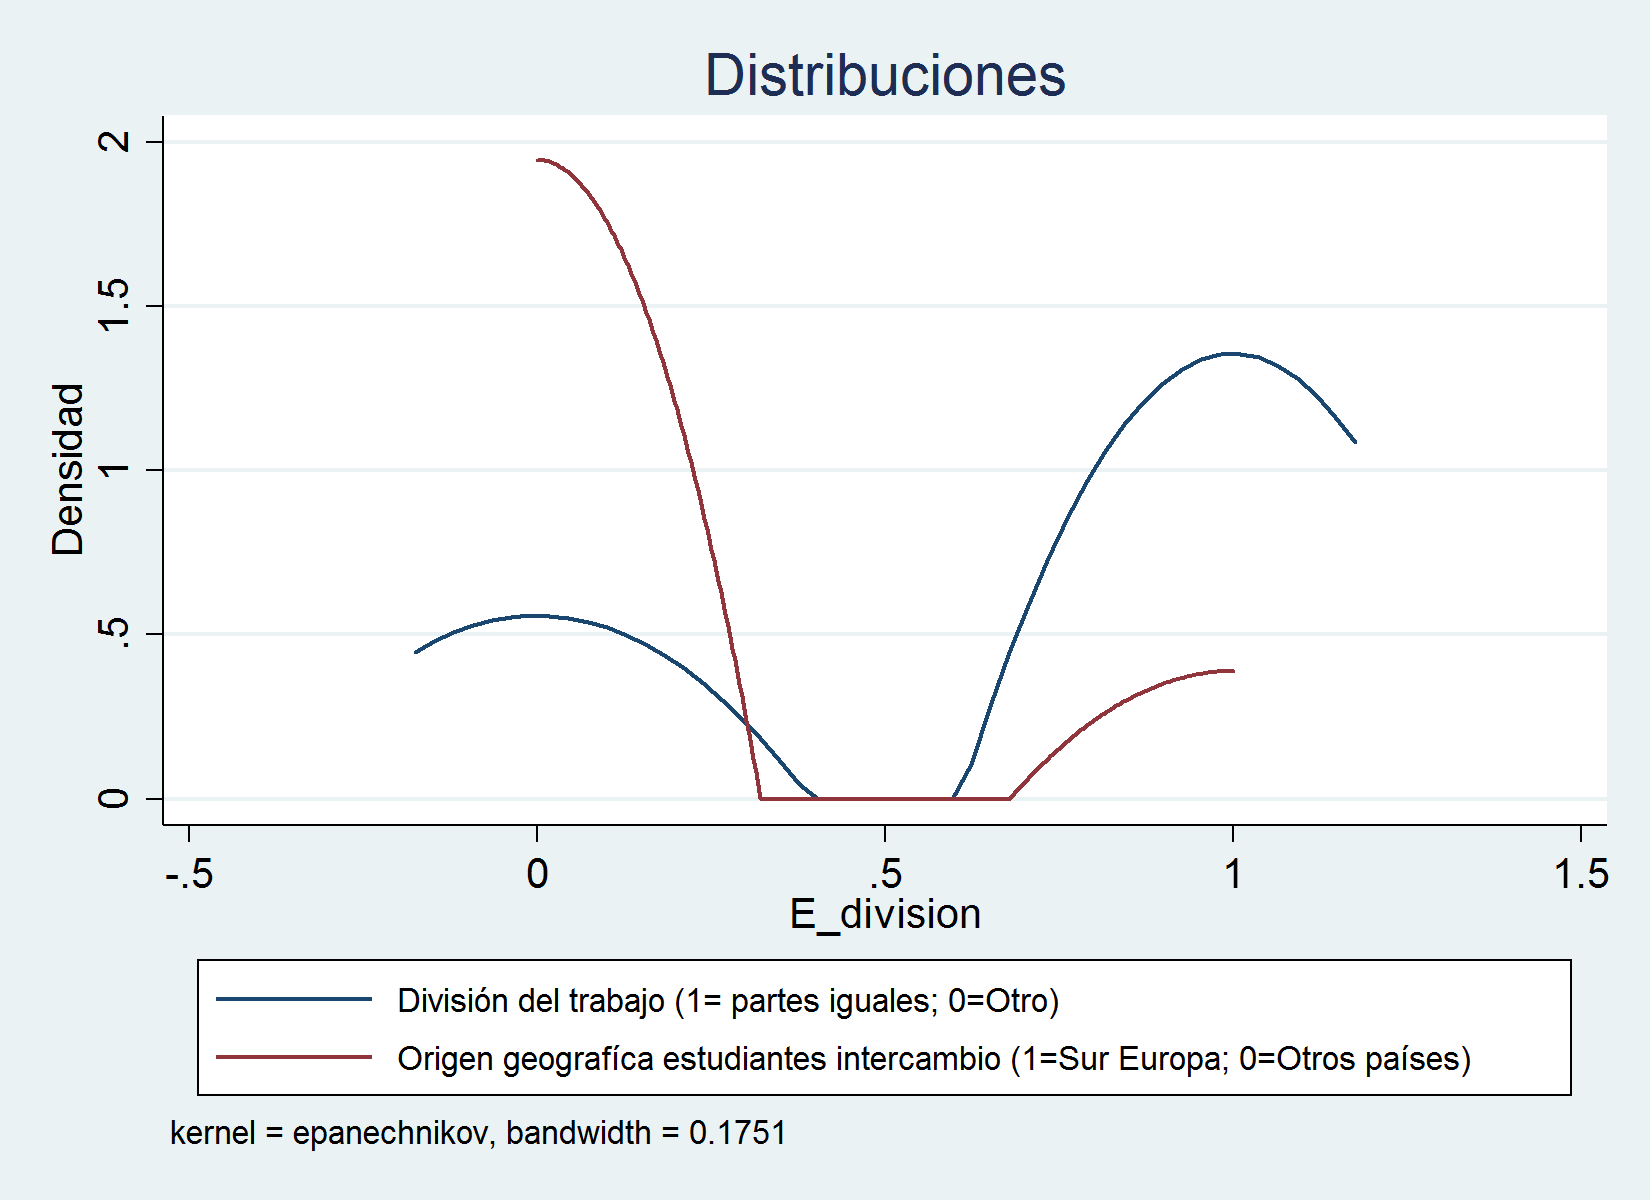 Distribuciones
Densidad
2
1.5
1
.5
0
-.5 0 .5 1 1.5
E_division
División del trabajo (1= partes iguales; 0=Otro)
Origen geografíca estudiantes intercambio (1=Sur Europa; 0=Otros países)
kernel = epanechnikov, bandwidth = 0.1751